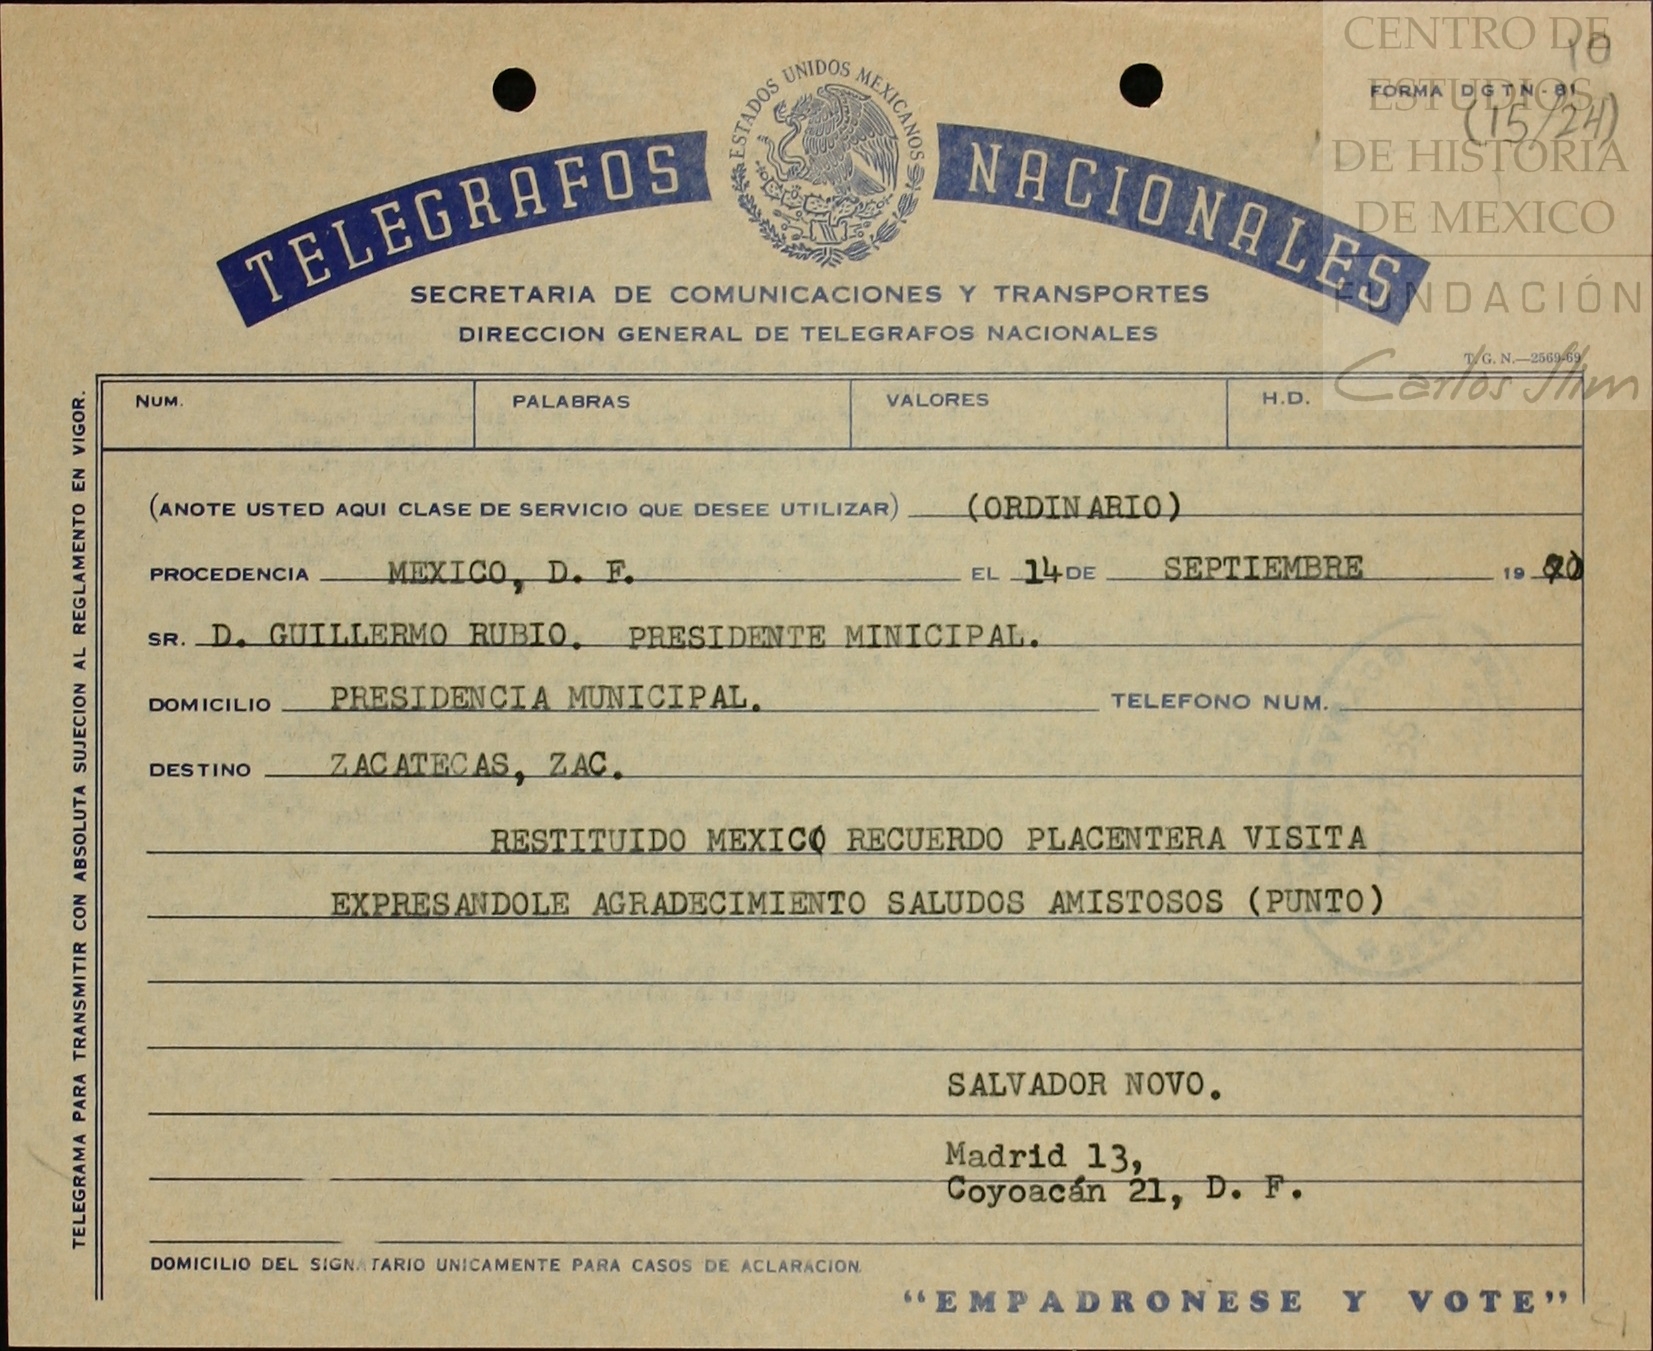 CENTRO DE
ESTUDIOS
DE HISTORIA
DE MEXICO
FUNDACIÓN
Carlos Slim
10
FORMA DGTN-81
(15/24)
ESTADOS UNIDOS MEXICANOS
TELEGRAFOS NACIONALES
SECRETARIA DE COMUNICACIONES Y TRANSPORTES
DIRECCION GENERAL DE TELEGRAFOS NACIONALES
T. G. N.—2569-69
NUM. PALABRAS VALORES H.D.
(ANOTE USTED AQUI CLASE DE SERVICIO QUE DESEE UTILIZAR) (ORDINARIO)
PROCEDENCIA MEXICO, D. F. EL 14 DE SEPTIEMBRE 19 70
SR. D. GUILLERMO RUBIO. PRESIDENTE MINICIPAL.
DOMICILIO PRESIDENCIA MUNICIPAL. TELEFONO NUM.
DESTINO ZACATECAS, ZAC.
RESTITUIDO MEXICO RECUERDO PLACENTERA VISITA
EXPRESANDOLE AGRADECIMIENTO SALUDOS AMISTOSOS (PUNTO)
SALVADOR NOVO.
Madrid 13,
Coyoacán 21, D. F.
DOMICILIO DEL SIGNATARIO UNICAMENTE PARA CASOS DE ACLARACION.
"EMPADRONESE Y VOTE"
TELEGRAMA PARA TRANSMITIR CON ABSOLUTA SUJECION AL REGLAMENTO EN VIGOR.